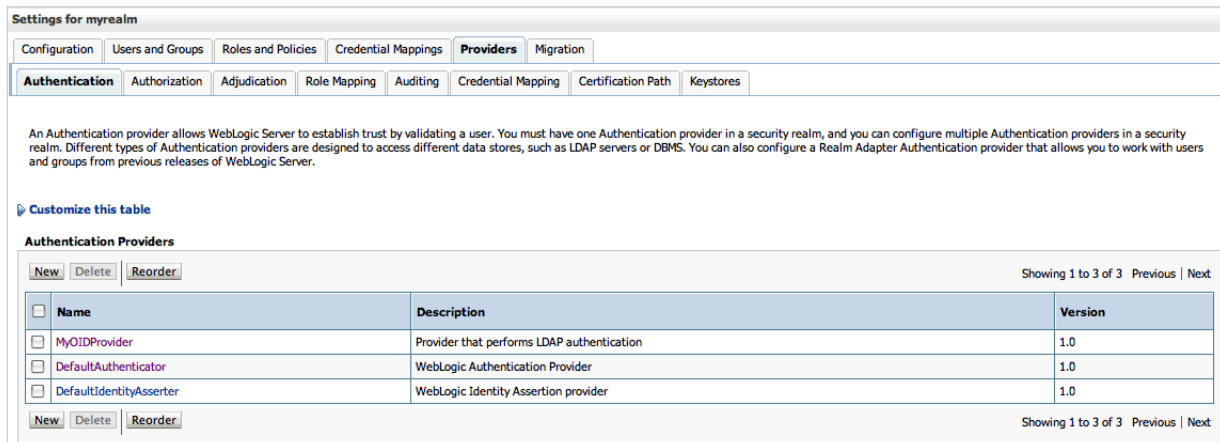 Settings for myrealm
Configuration Users and Groups Roles and Policies Credential Mappings Providers Migration
Authentication Authorization Adjudication Role Mapping Auditing Credential Mapping Certification Path Keystores
An Authentication provider allows WebLogic Server to establish trust by validating a user. You must have one Authentication provider in a security realm, and you can configure multiple Authentication providers in a security
realm. Different types of Authentication providers are designed to access different data stores, such as LDAP servers or DBMS. You can also configure a Realm Adapter Authentication provider that allows you to work with users
and groups from previous releases of WebLogic Server.
Customize this table
Authentication Providers
New Delete Reorder Showing 1 to 3 of 3 Previous | Next
Name Description Version
MyOIDProvider Provider that performs LDAP authentication 1.0
DefaultAuthenticator WebLogic Authentication Provider 1.0
DefaultIdentityAsserter WebLogic Identity Assertion provider 1.0
New Delete Reorder Showing 1 to 3 of 3 Previous | Next